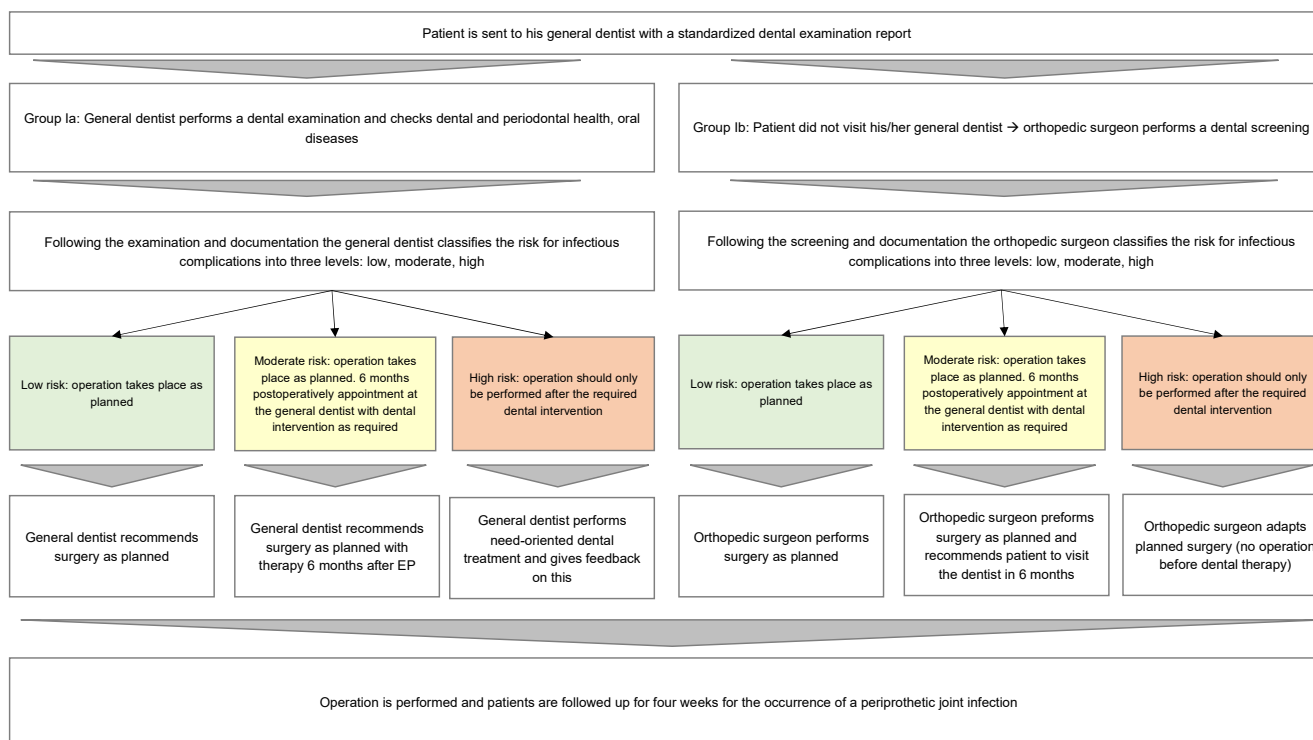 Patient is sent to his general dentist with a standardized dental examination report
Group Ia: General dentist performs a dental examination and checks dental and periodontal health, oral
diseases
Group Ib: Patient did not visit his/her general dentist → orthopedic surgeon performs a dental screening
Following the examination and documentation the general dentist classifies the risk for infectious
complications into three levels: low, moderate, high
Following the screening and documentation the orthopedic surgeon classifies the risk for infectious
complications into three levels: low, moderate, high
Low risk: operation takes place as
planned
Moderate risk: operation takes
place as planned. 6 months
postoperatively appointment at
the general dentist with dental
intervention as required
High risk: operation should only
be performed after the required
dental intervention
Low risk: operation takes place as
planned
Moderate risk: operation takes
place as planned. 6 months
postoperatively appointment at
the general dentist with dental
intervention as required
High risk: operation should only
be performed after the required
dental intervention
General dentist recommends
surgery as planned
General dentist recommends
surgery as planned with
therapy 6 months after EP
General dentist performs
need-oriented dental
treatment and gives feedback
on this
Orthopedic surgeon performs
surgery as planned
Orthopedic surgeon preforms
surgery as planned and
recommends patient to visit
the dentist in 6 months
Orthopedic surgeon adapts
planned surgery (no operation
before dental therapy)
Operation is performed and patients are followed up for four weeks for the occurrence of a periprothetic joint infection